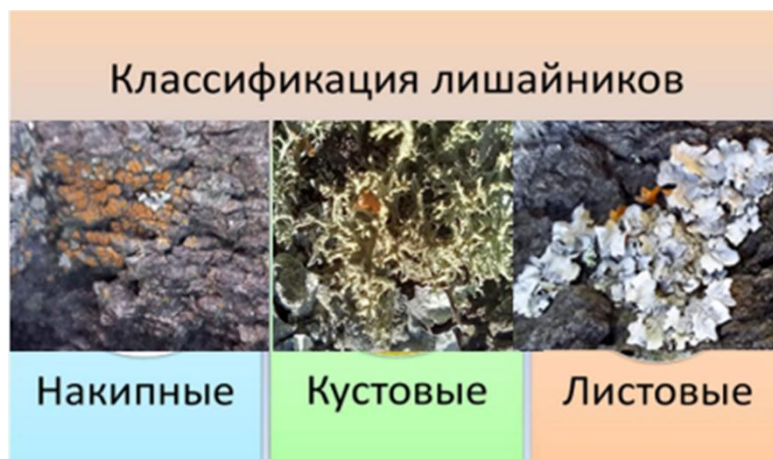 Классификация лишайников
Накипные
Кустовые
Листовые